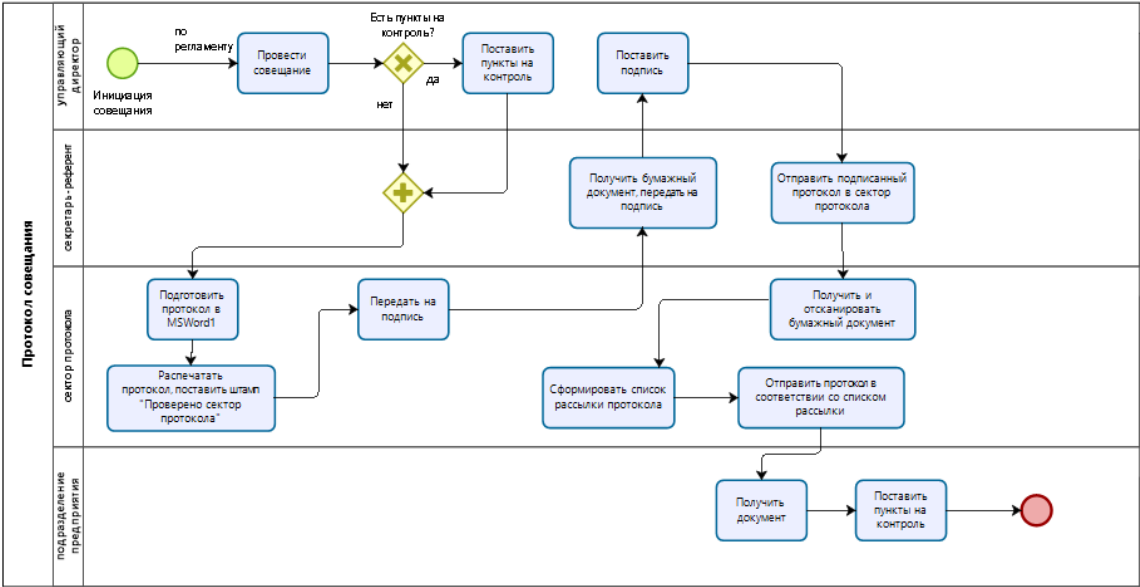 Протокол совещания
управляющий
директор
Инициация
совещания
по
регламенту
Провести
совещание
Есть пункты на
контроль?
да
нет
Поставить
пункты на
контроль
Поставить
подпись
секретарь-референт
Получить бумажный
документ, передать на
подпись
Отправить подписанный
протокол в сектор
протокола
сектор протокола
Подготовить
протокол в
MSWord1
Распечатать
протокол, поставить штамп
"Проверено сектор
протокола"
Передать на
подпись
Получить и
отсканировать
бумажный документ
Сформировать список
рассылки протокола
Отправить протокол в
соответствии со списком
рассылки
подразделение
предприятия
Получить
документ
Поставить
пункты на
контроль